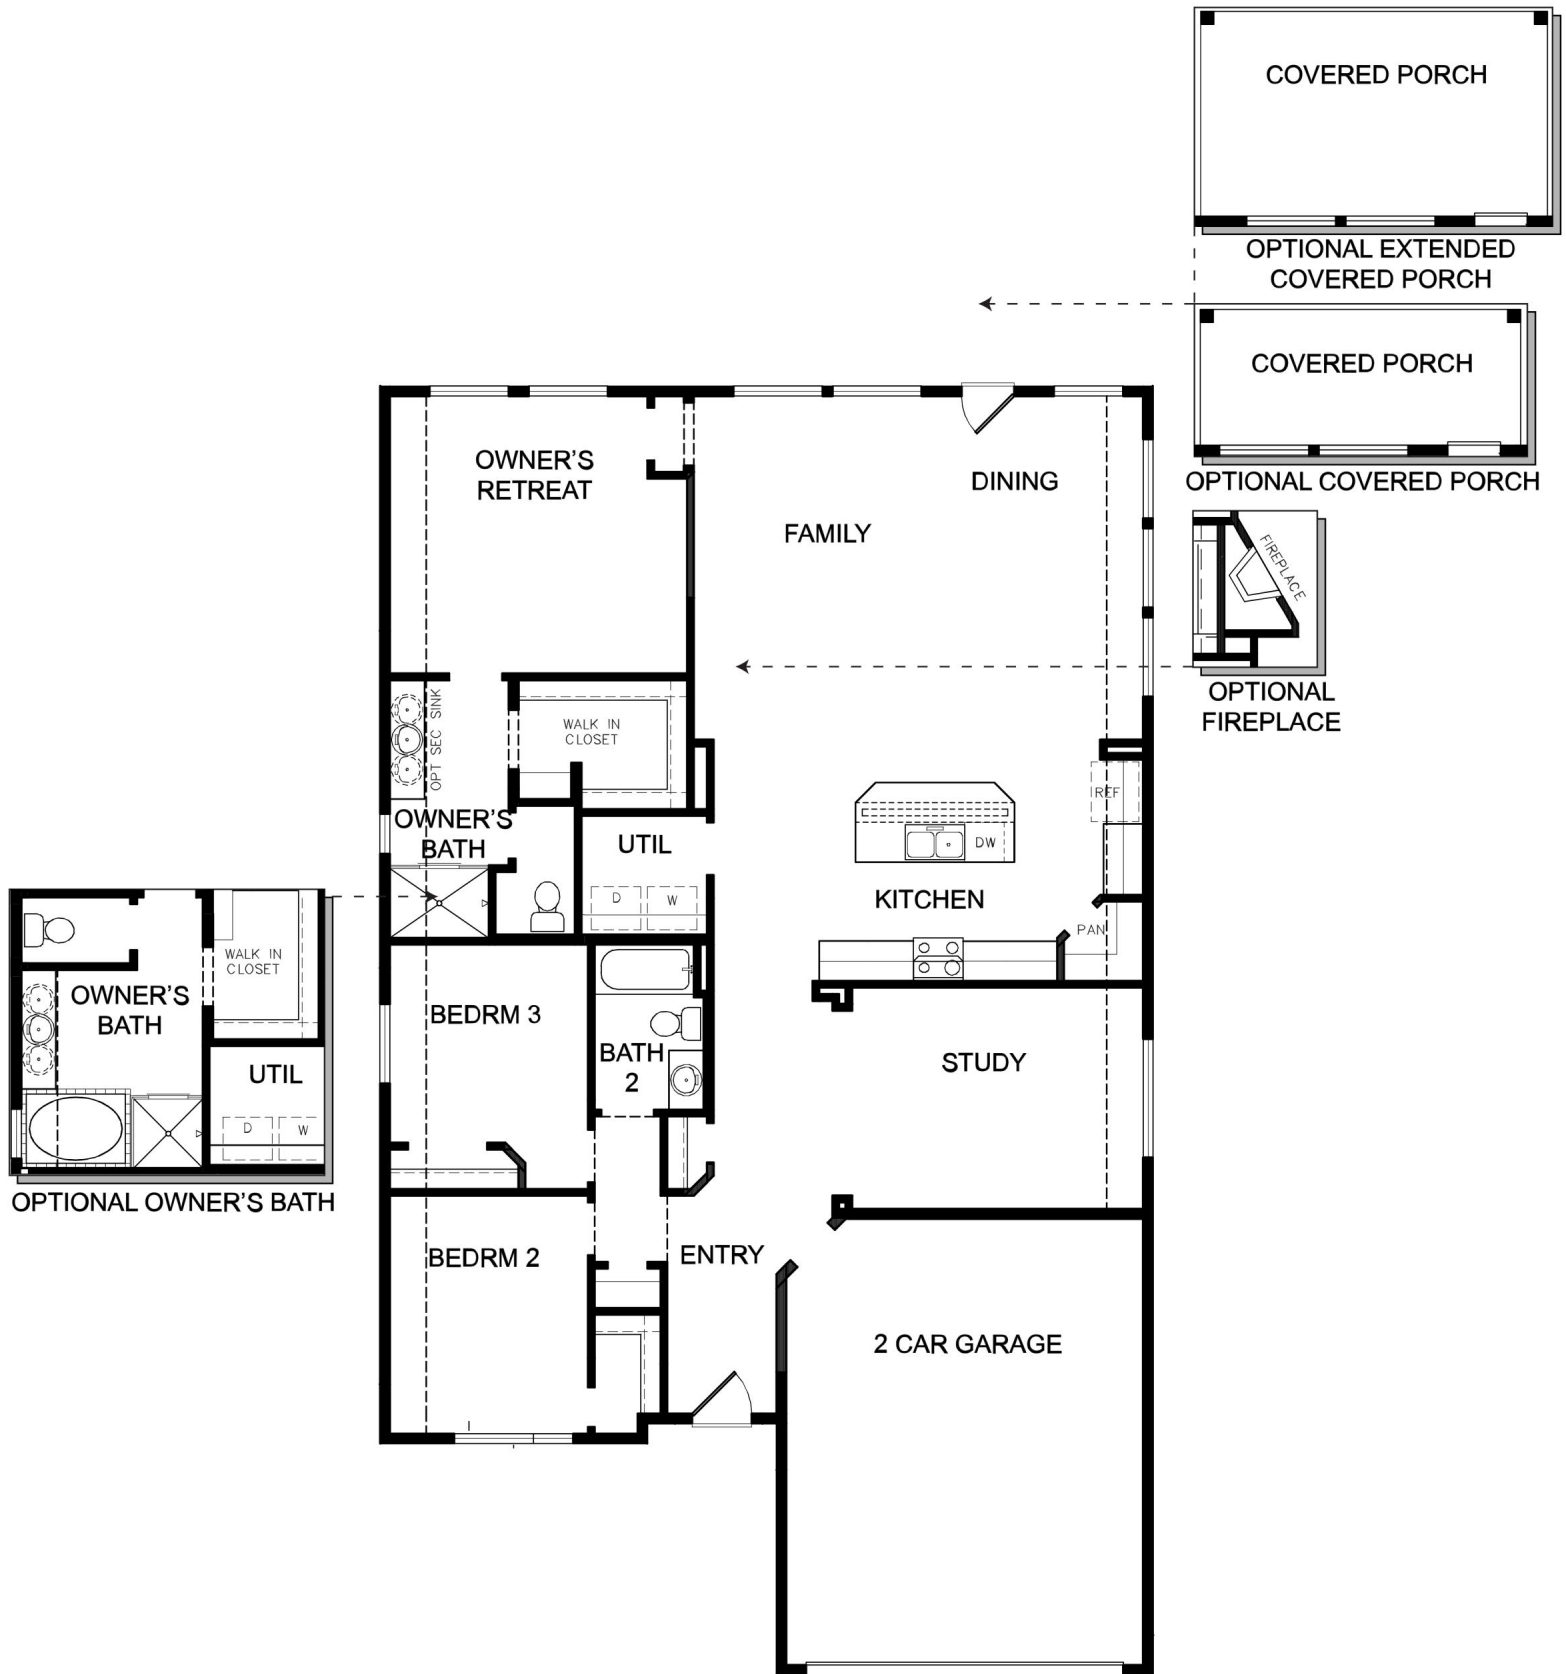 COVERED PORCH
OPTIONAL EXTENDED
COVERED PORCH
COVERED PORCH
OPTIONAL COVERED PORCH
OWNER'S
RETREAT
DINING
FAMILY
FIREPLACE
OPTIONAL
FIREPLACE
OPT SEC SINK
WALK IN
CLOSET
REF
OWNER'S
BATH
UTIL
DW
D
W
KITCHEN
PAN
WALK IN
CLOSET
OWNER'S
BATH
UTIL
D
W
OPTIONAL OWNER'S BATH
BEDRM 3
BATH
2
STUDY
BEDRM 2
ENTRY
2 CAR GARAGE